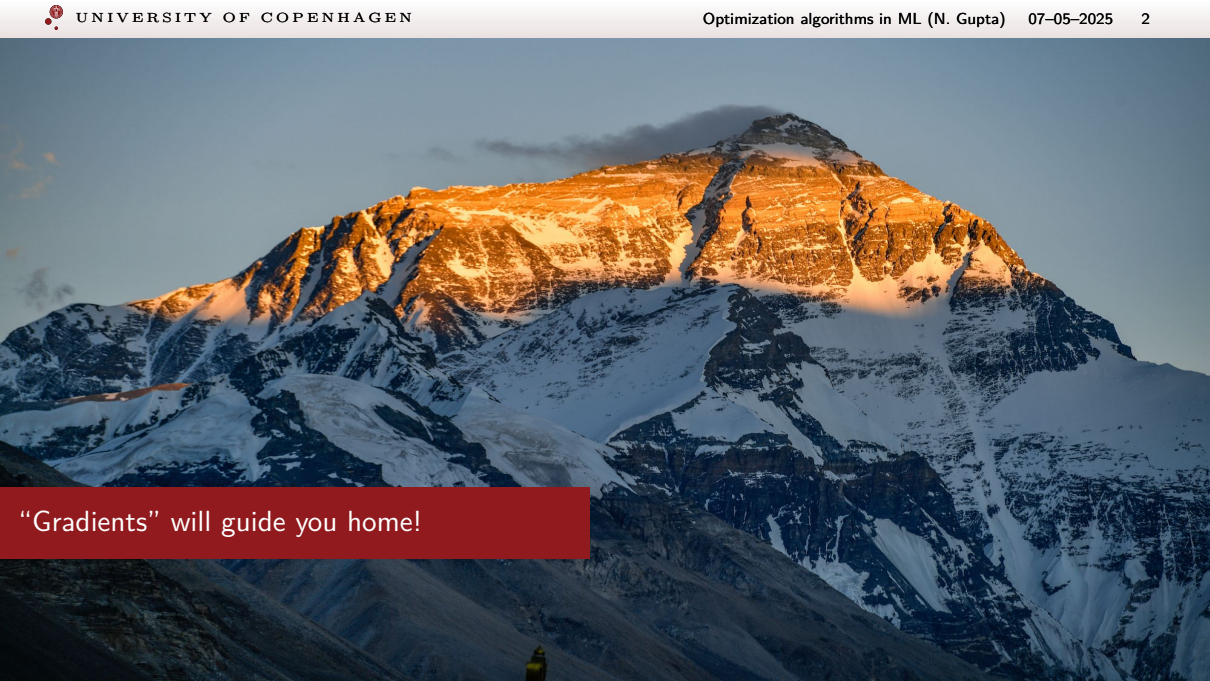 UNIVERSITY OF COPENHAGEN
Optimization algorithms in ML (N. Gupta) 07–05–2025 2
“Gradients” will guide you home!